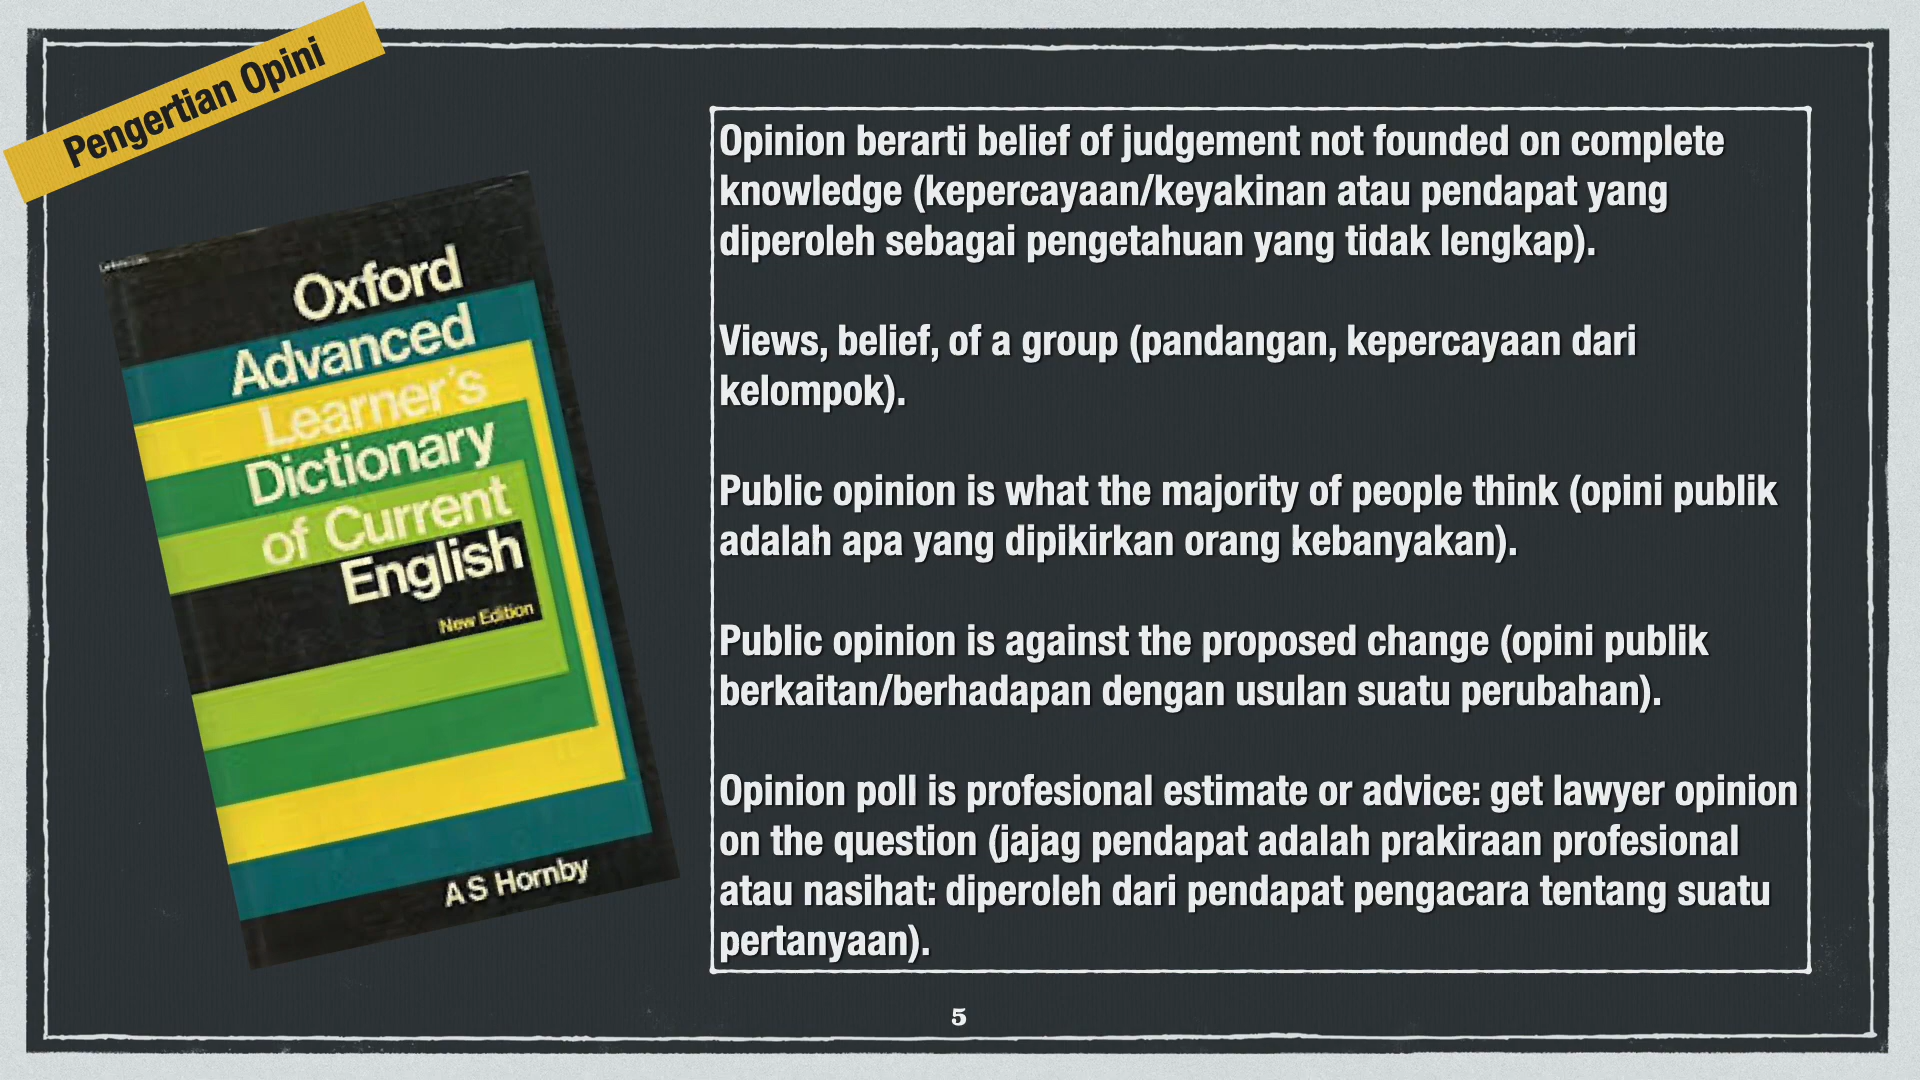 Pengertian Opini
Oxford
Advanced
Learner's
Dictionary
of Current
English
New Edition
A S Hornby
Opinion berarti belief of judgement not founded on complete
knowledge (kepercayaan/keyakinan atau pendapat yang
diperoleh sebagai pengetahuan yang tidak lengkap).
Views, belief, of a group (pandangan, kepercayaan dari
kelompok).
Public opinion is what the majority of people think (opini publik
adalah apa yang dipikirkan orang kebanyakan).
Public opinion is against the proposed change (opini publik
berkaitan/berhadapan dengan usulan suatu perubahan).
Opinion poll is profesional estimate or advice: get lawyer opinion
on the question (jajag pendapat adalah prakiraan profesional
atau nasihat: diperoleh dari pendapat pengacara tentang suatu
pertanyaan).
5